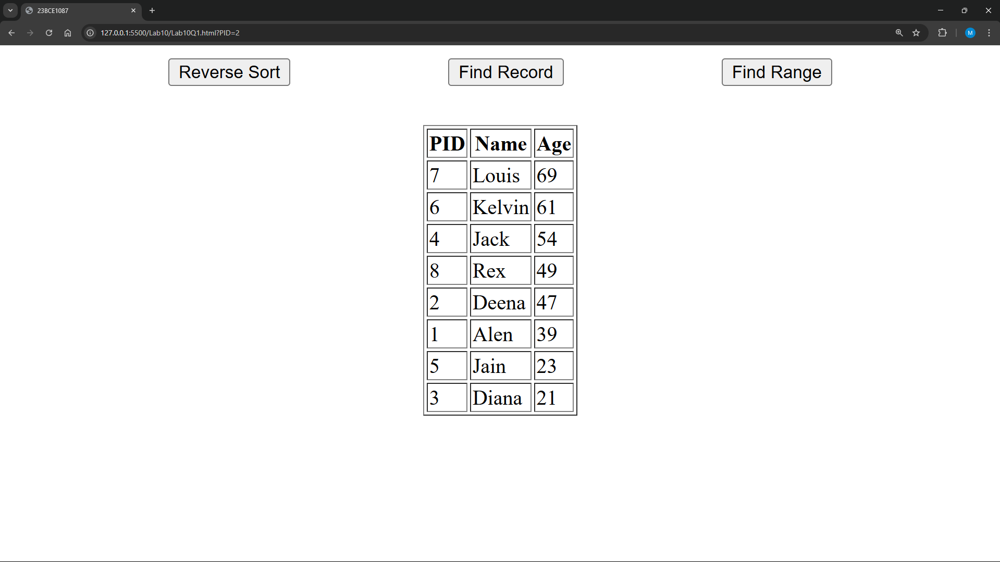 23BCE1087
127.0.0.1:5500/Lab10/Lab10Q1.html?PID=2
M
Reverse Sort Find Record Find Range
PID Name Age
7 Louis 69
6 Kelvin 61
4 Jack 54
8 Rex 49
2 Deena 47
1 Alen 39
5 Jain 23
3 Diana 21